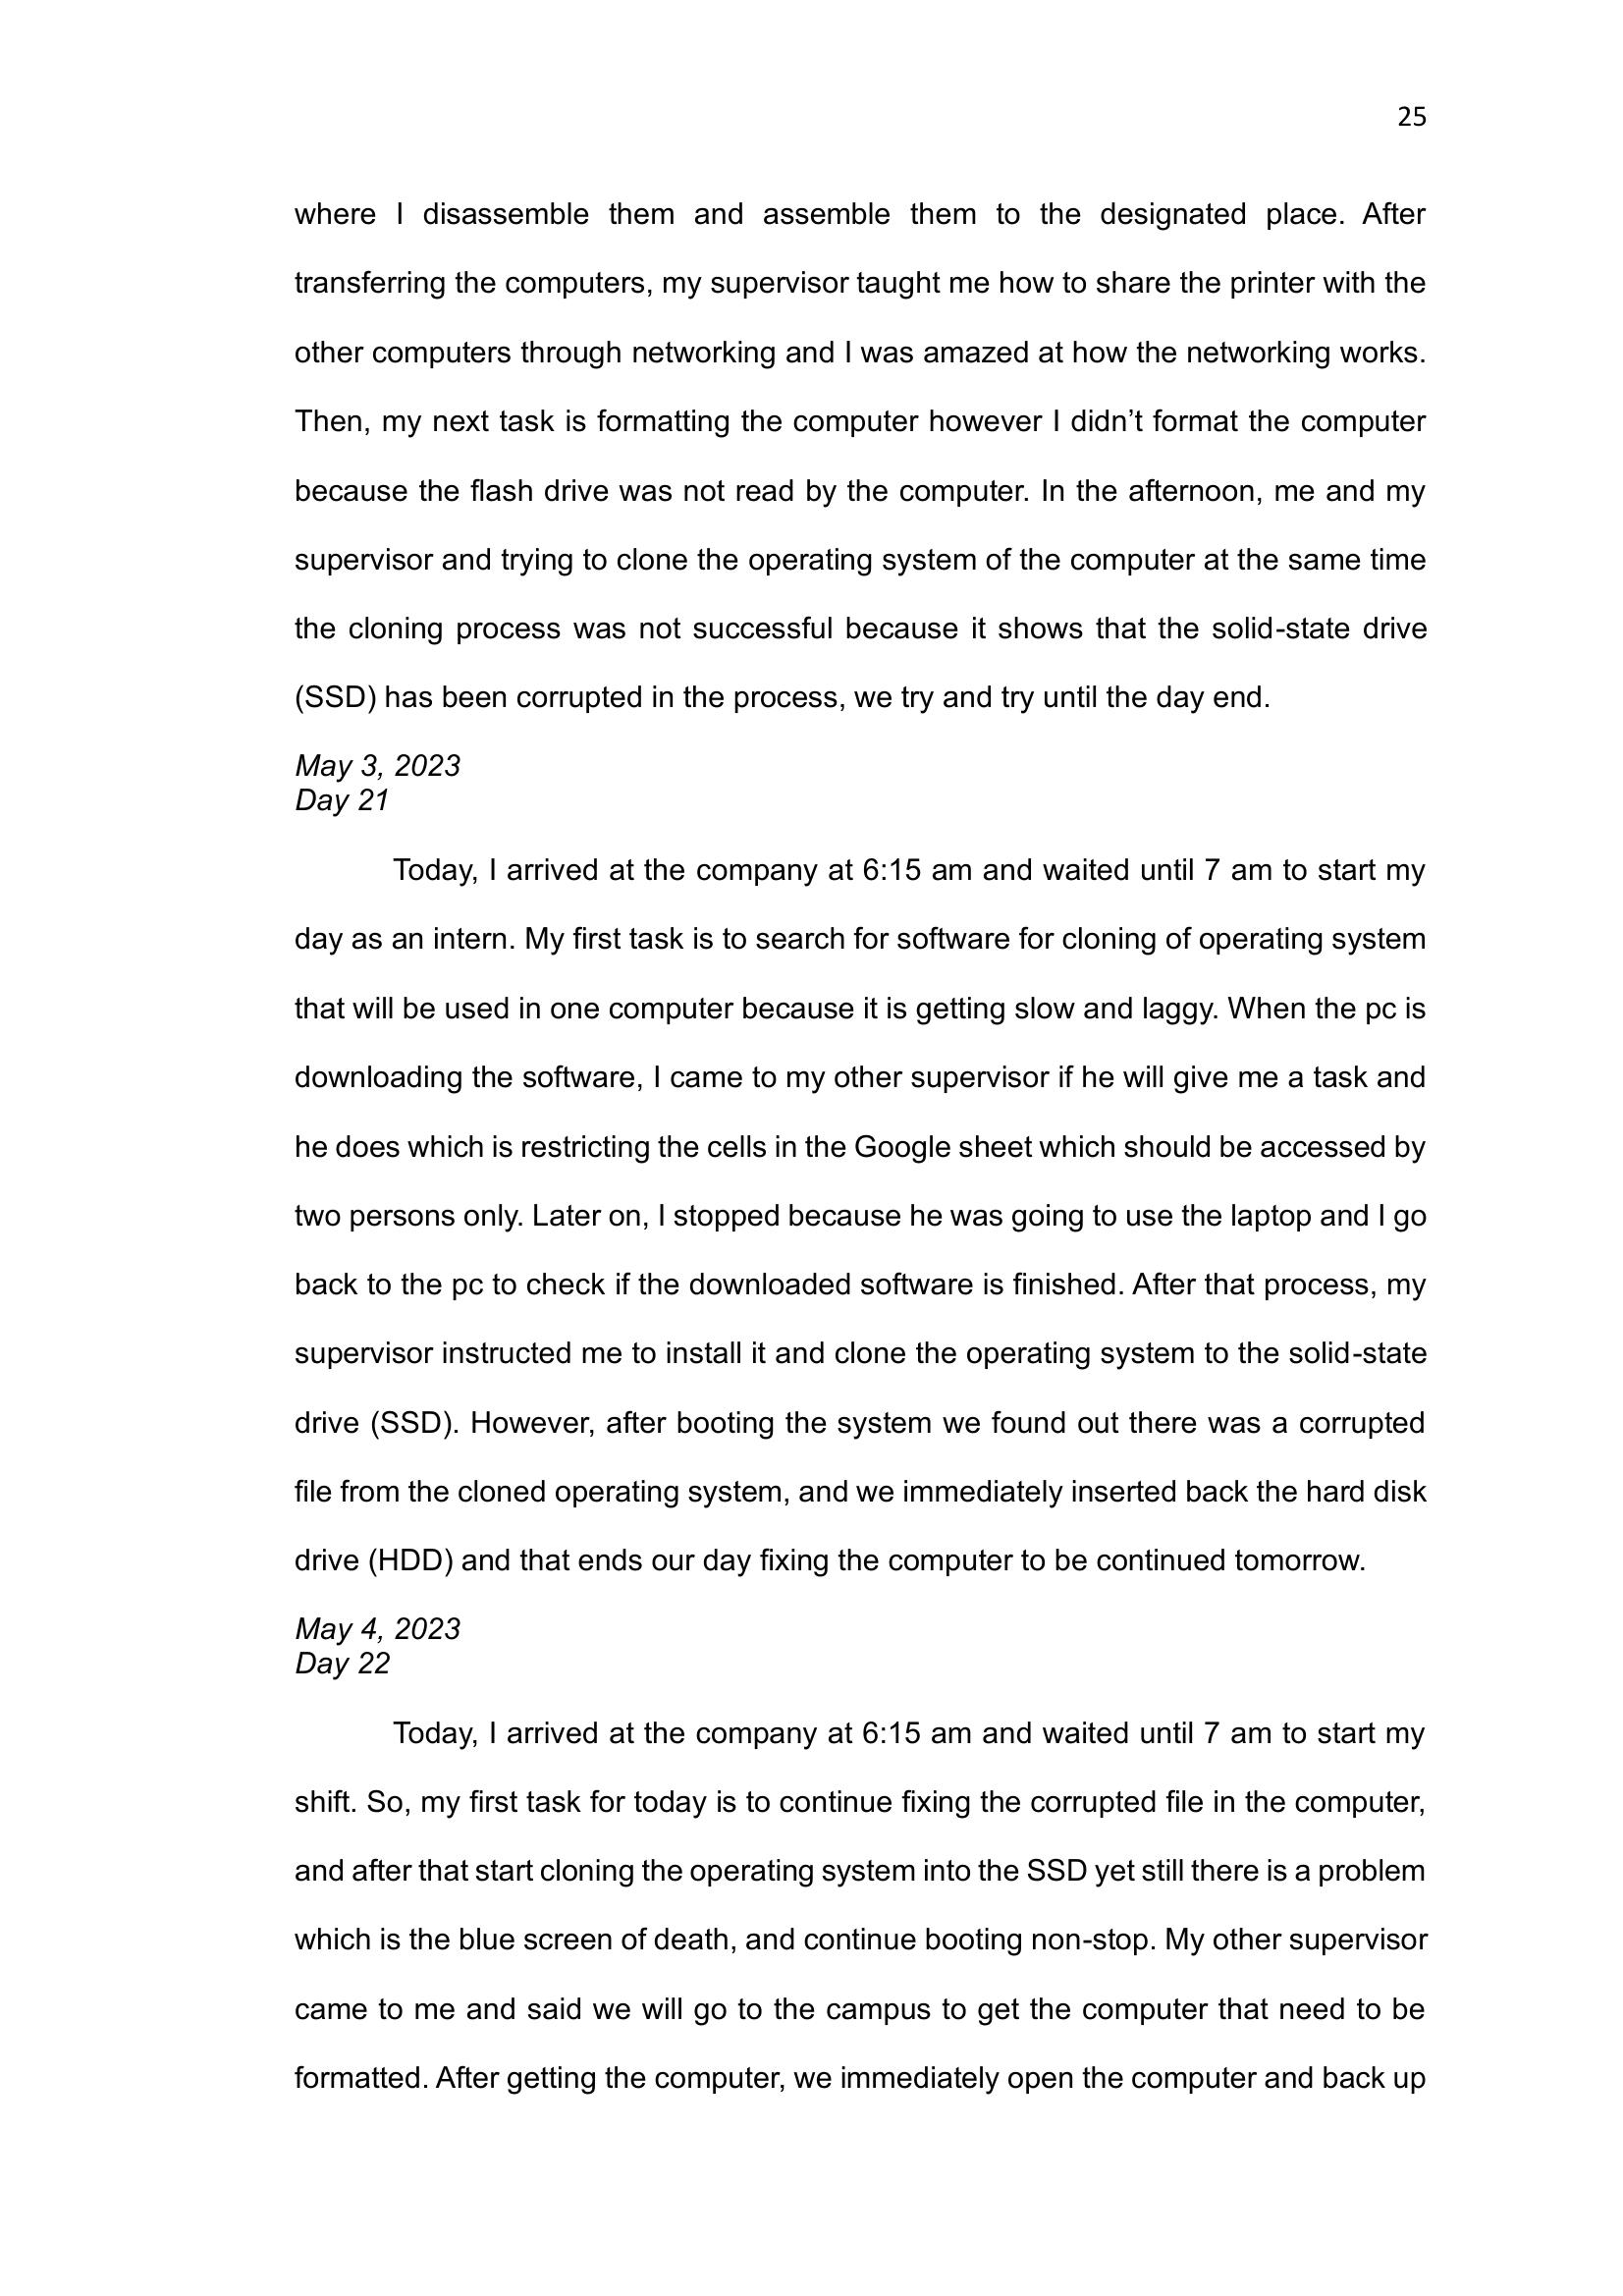 25
where I disassemble them and assemble them to the designated place. After
transferring the computers, my supervisor taught me how to share the printer with the
other computers through networking and I was amazed at how the networking works.
Then, my next task is formatting the computer however I didn’t format the computer
because the flash drive was not read by the computer. In the afternoon, me and my
supervisor and trying to clone the operating system of the computer at the same time
the cloning process was not successful because it shows that the solid-state drive
(SSD) has been corrupted in the process, we try and try until the day end.
May 3, 2023
Day 21
Today, I arrived at the company at 6:15 am and waited until 7 am to start my
day as an intern. My first task is to search for software for cloning of operating system
that will be used in one computer because it is getting slow and laggy. When the pc is
downloading the software, I came to my other supervisor if he will give me a task and
he does which is restricting the cells in the Google sheet which should be accessed by
two persons only. Later on, I stopped because he was going to use the laptop and I go
back to the pc to check if the downloaded software is finished. After that process, my
supervisor instructed me to install it and clone the operating system to the solid-state
drive (SSD). However, after booting the system we found out there was a corrupted
file from the cloned operating system, and we immediately inserted back the hard disk
drive (HDD) and that ends our day fixing the computer to be continued tomorrow.
May 4, 2023
Day 22
Today, I arrived at the company at 6:15 am and waited until 7 am to start my
shift. So, my first task for today is to continue fixing the corrupted file in the computer,
and after that start cloning the operating system into the SSD yet still there is a problem
which is the blue screen of death, and continue booting non-stop. My other supervisor
came to me and said we will go to the campus to get the computer that need to be
formatted. After getting the computer, we immediately open the computer and back up